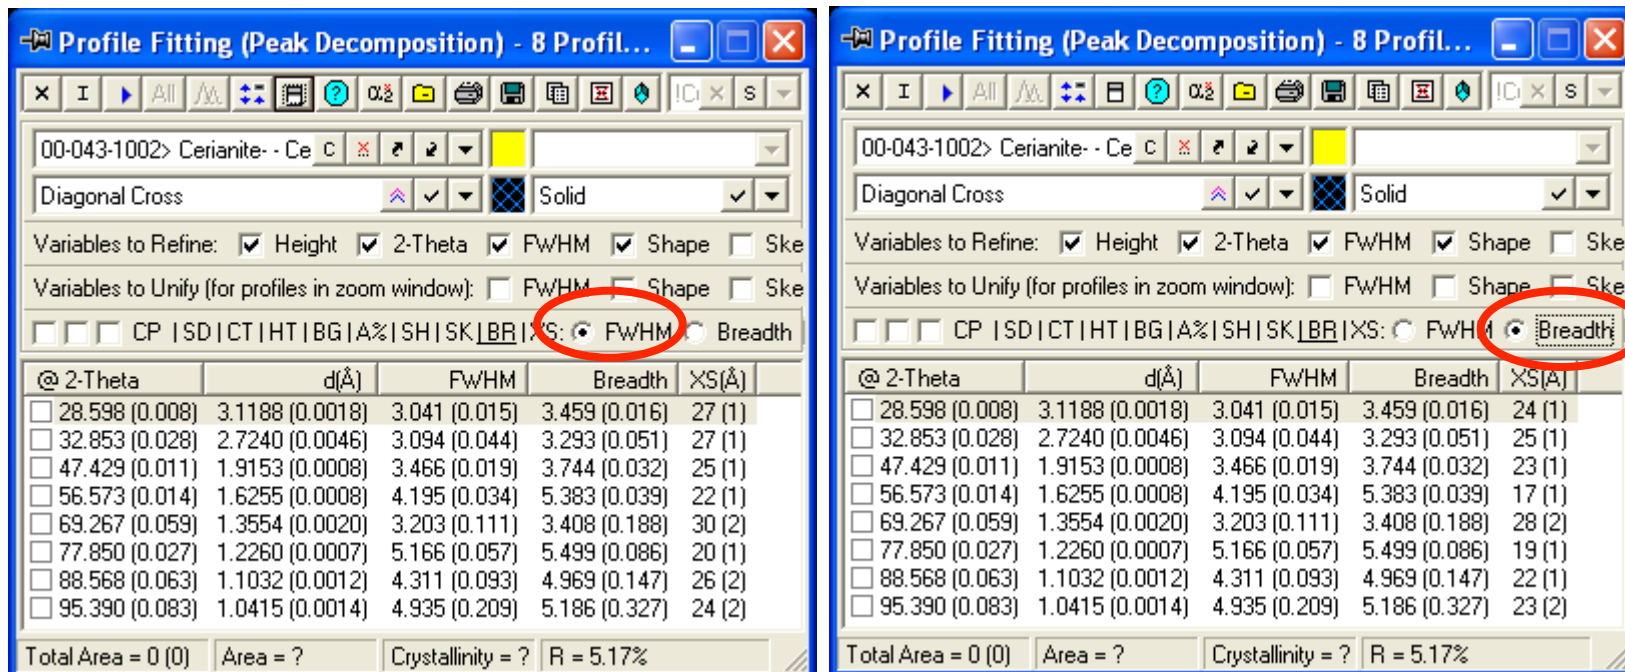 Profile Fitting (Peak Decomposition) - 8 Profil...
× I All αž S
00-043-1002> Cerianite- - Ce C
Diagonal Cross Solid
Variables to Refine: Height 2-Theta FWHM Shape Ske
Variables to Unify (for profiles in zoom window): FWHM Shape Ske
CP |SD|CT|HT|BG|A%|SH|SK|BR|XS: FWHM Breadth
@ 2-Theta d(Å) FWHM Breadth XS(Å)
28.598 (0.008) 3.1188 (0.0018) 3.041 (0.015) 3.459 (0.016) 27 (1)
32.853 (0.028) 2.7240 (0.0046) 3.094 (0.044) 3.293 (0.051) 27 (1)
47.429 (0.011) 1.9153 (0.0008) 3.466 (0.019) 3.744 (0.032) 25 (1)
56.573 (0.014) 1.6255 (0.0008) 4.195 (0.034) 5.383 (0.039) 22 (1)
69.267 (0.059) 1.3554 (0.0020) 3.203 (0.111) 3.408 (0.188) 30 (2)
77.850 (0.027) 1.2260 (0.0007) 5.166 (0.057) 5.499 (0.086) 20 (1)
88.568 (0.063) 1.1032 (0.0012) 4.311 (0.093) 4.969 (0.147) 26 (2)
95.390 (0.083) 1.0415 (0.0014) 4.935 (0.209) 5.186 (0.327) 24 (2)
Total Area = 0 (0) Area = ? Crystallinity = ? R = 5.17%
Profile Fitting (Peak Decomposition) - 8 Profil...
× I All αž S
00-043-1002> Cerianite- - Ce C
Diagonal Cross Solid
Variables to Refine: Height 2-Theta FWHM Shape Ske
Variables to Unify (for profiles in zoom window): FWHM Shape Ske
CP |SD|CT|HT|BG|A%|SH|SK|BR|XS: FWHM Breadth
@ 2-Theta d(Å) FWHM Breadth XS(Å)
28.598 (0.008) 3.1188 (0.0018) 3.041 (0.015) 3.459 (0.016) 24 (1)
32.853 (0.028) 2.7240 (0.0046) 3.094 (0.044) 3.293 (0.051) 25 (1)
47.429 (0.011) 1.9153 (0.0008) 3.466 (0.019) 3.744 (0.032) 23 (1)
56.573 (0.014) 1.6255 (0.0008) 4.195 (0.034) 5.383 (0.039) 17 (1)
69.267 (0.059) 1.3554 (0.0020) 3.203 (0.111) 3.408 (0.188) 28 (2)
77.850 (0.027) 1.2260 (0.0007) 5.166 (0.057) 5.499 (0.086) 19 (1)
88.568 (0.063) 1.1032 (0.0012) 4.311 (0.093) 4.969 (0.147) 22 (1)
95.390 (0.083) 1.0415 (0.0014) 4.935 (0.209) 5.186 (0.327) 23 (2)
Total Area = 0 (0) Area = ? Crystallinity = ? R = 5.17%